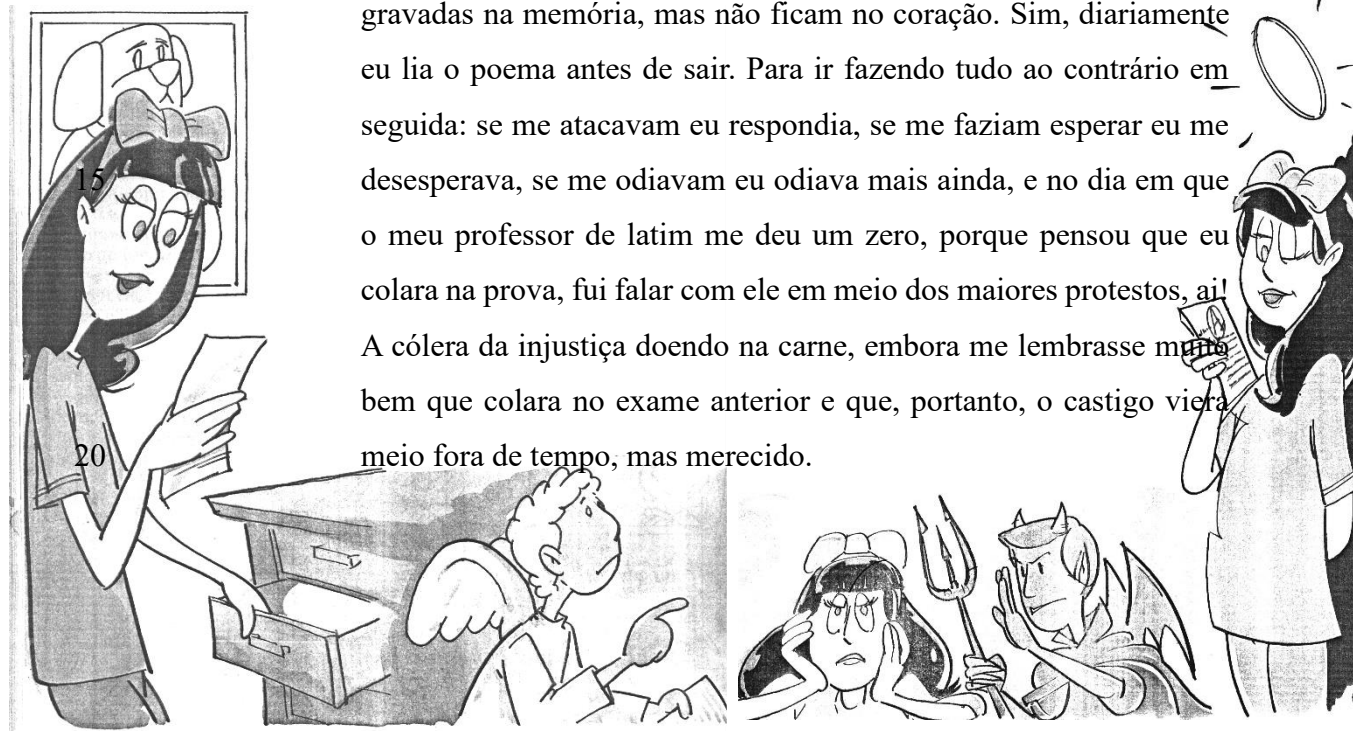 gravadas na memória, mas não ficam no coração. Sim, diariamente
eu lia o poema antes de sair. Para ir fazendo tudo ao contrário em
seguida: se me atacavam eu respondia, se me faziam esperar eu me
15 desesperava, se me odiavam eu odiava mais ainda, e no dia em que
o meu professor de latim me deu um zero, porque pensou que eu
colara na prova, fui falar com ele em meio dos maiores protestos, ai!
A cólera da injustiça doendo na carne, embora me lembrasse muito
bem que colara no exame anterior e que, portanto, o castigo viera
20 meio fora de tempo, mas merecido.